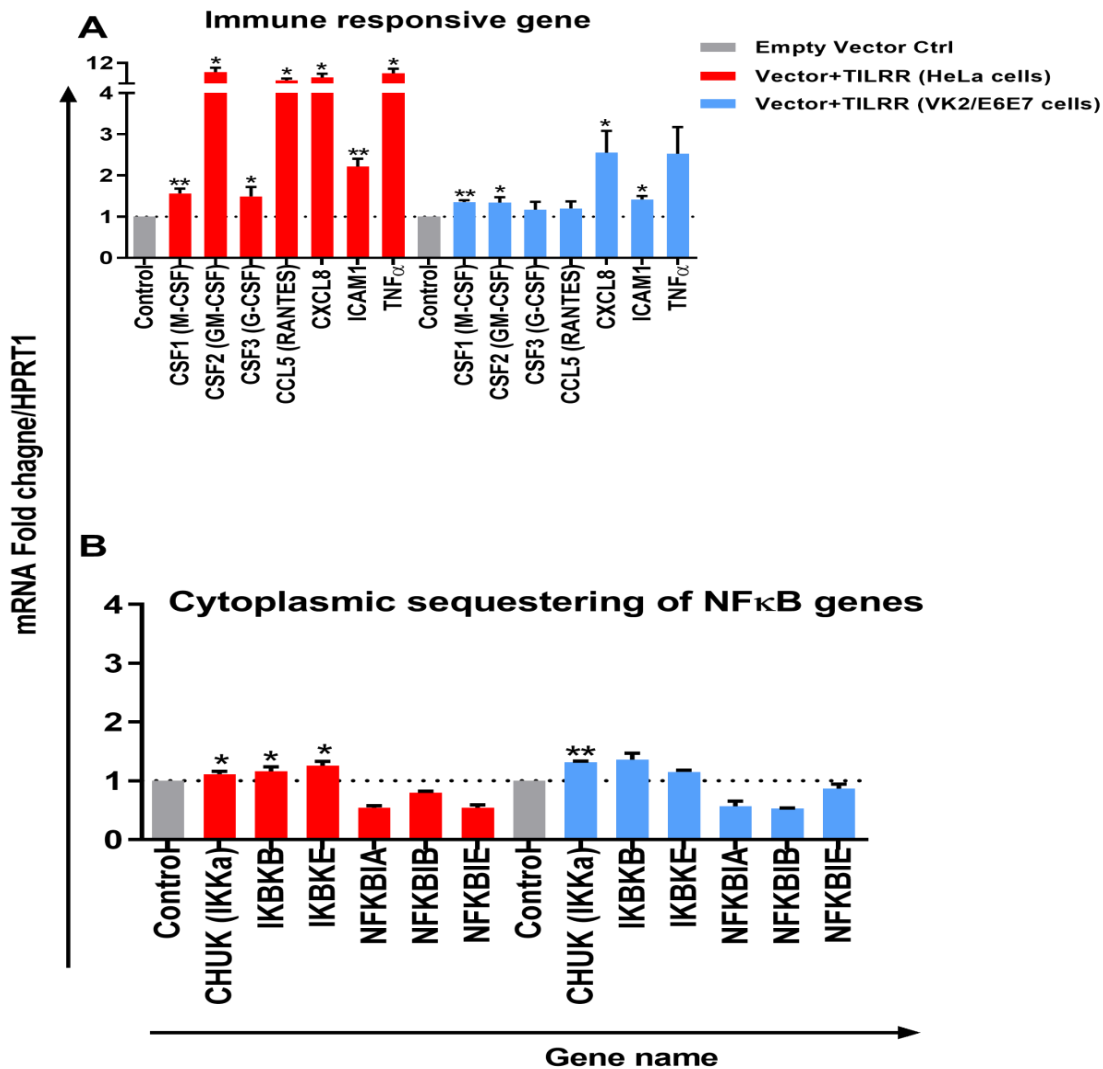 A
Immune responsive gene
Empty Vector Ctrl
Vector+TILRR (HeLa cells)
Vector+TILRR (VK2/E6E7 cells)
mRNA Fold chagne/HPRT1
12
4
3
2
1
0
** * * * * ** * ** * * *
Control
CSF1 (M-CSF)
CSF2 (GM-CSF)
CSF3 (G-CSF)
CCL5 (RANTES)
CXCL8
ICAM1
TNFα
Control
CSF1 (M-CSF)
CSF2 (GM-CSF)
CSF3 (G-CSF)
CCL5 (RANTES)
CXCL8
ICAM1
TNFα
B
Cytoplasmic sequestering of NFκB genes
4
3
2
1
0
* * * **
Control
CHUK (IKKa)
IKBKB
IKBKE
NFKBIA
NFKBIB
NFKBIE
Control
CHUK (IKKa)
IKBKB
IKBKE
NFKBIA
NFKBIB
NFKBIE
Gene name